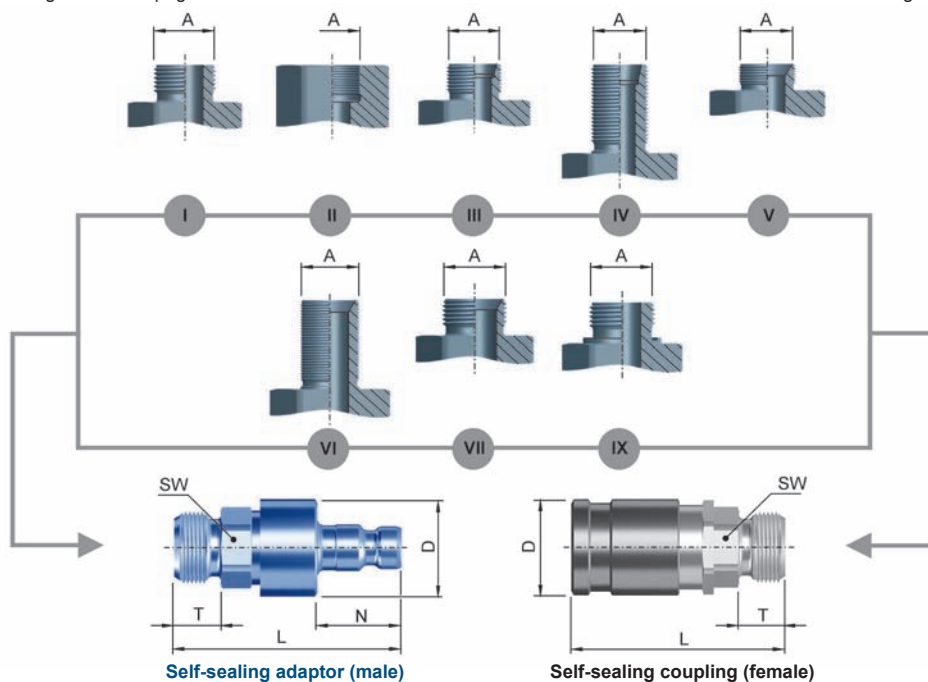 A A A A A
I II III IV V
A A A
VI VII IX
SW SW
D D
T N T
L L
Self-sealing adaptor (male) Self-sealing coupling (female)